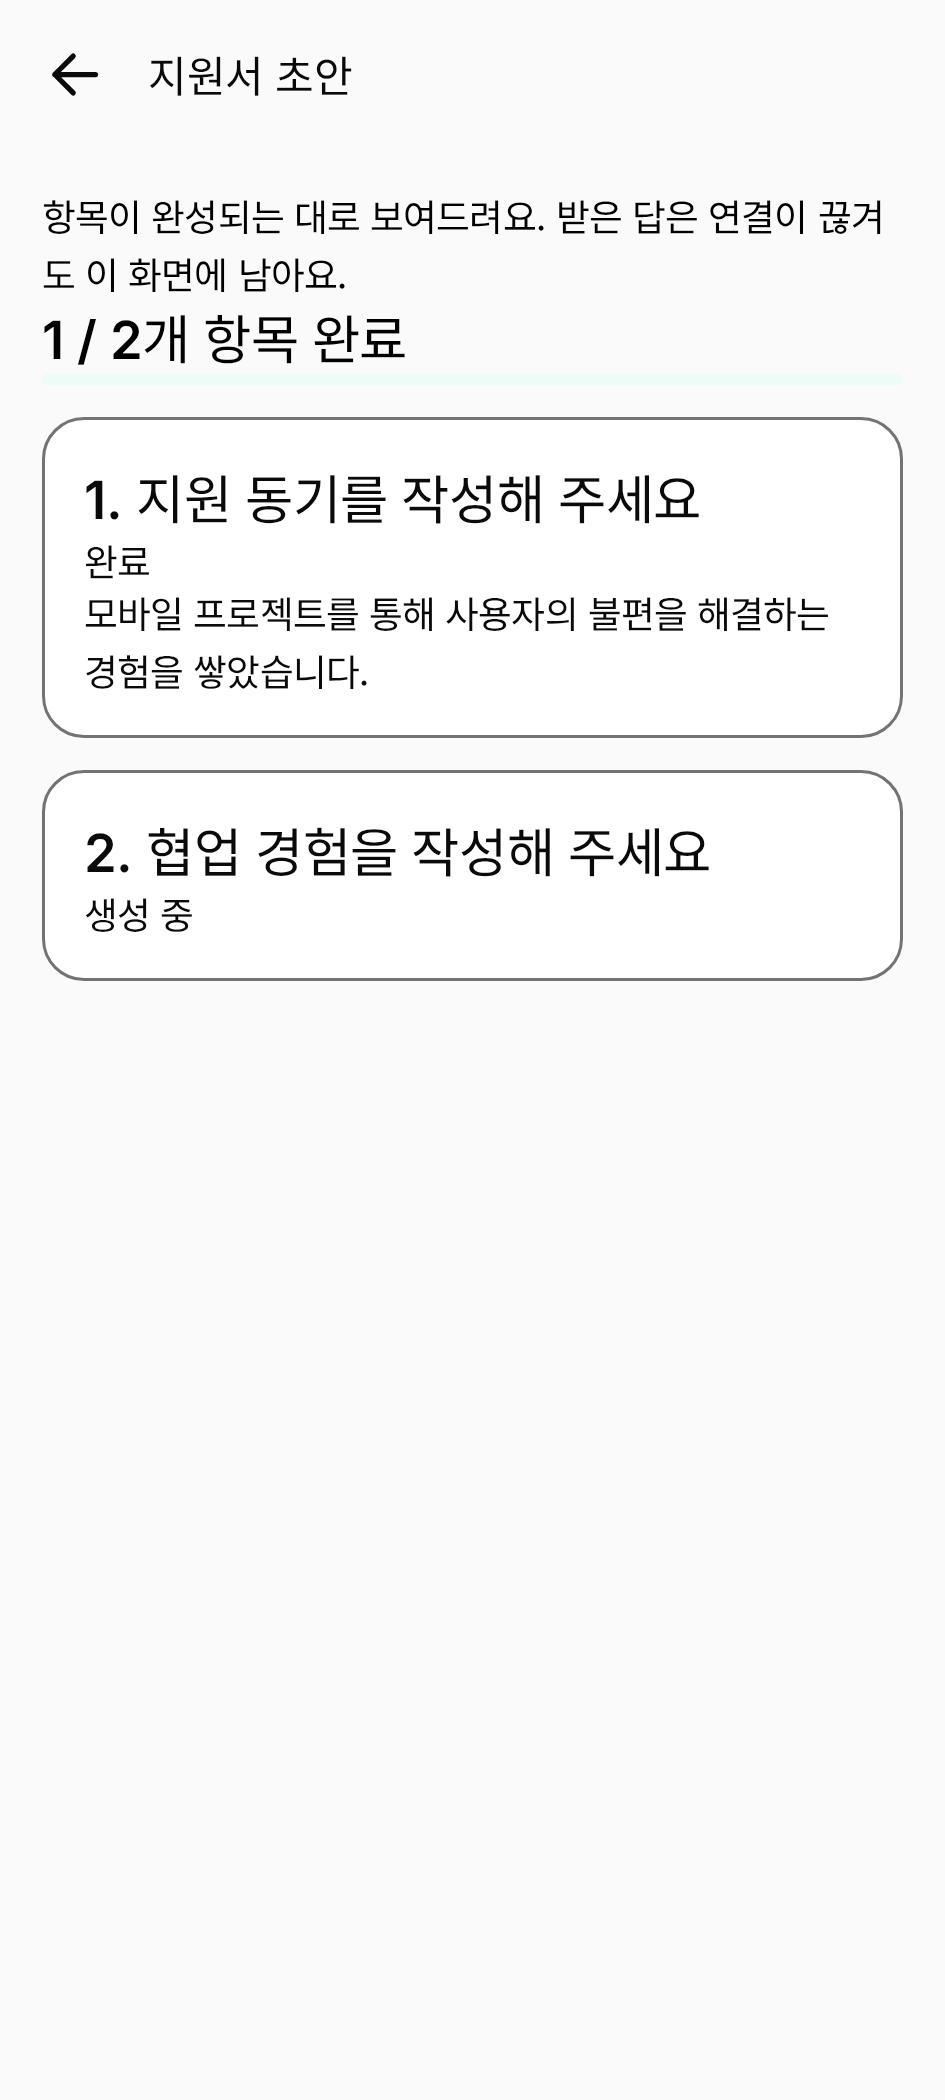 지원서 초안
항목이 완성되는 대로 보여드려요. 받은 답은 연결이 끊겨
도 이 화면에 남아요.
1 / 2개 항목 완료
1. 지원 동기를 작성해 주세요
완료
모바일 프로젝트를 통해 사용자의 불편을 해결하는
경험을 쌓았습니다.
2. 협업 경험을 작성해 주세요
생성 중